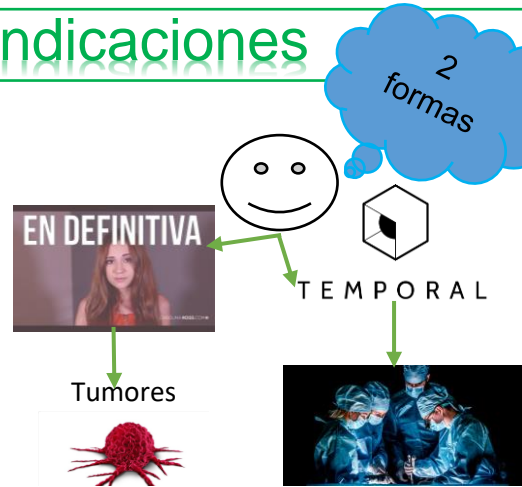 ndicaciones
2
formas
EN DEFINITIVA
TEMPORAL
Tumores